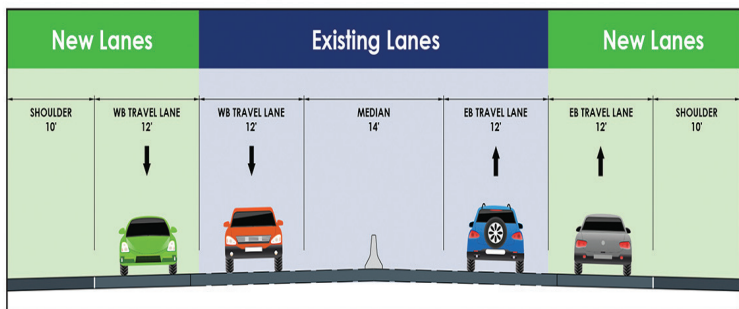 New Lanes
Existing Lanes
New Lanes
SHOULDER
10'
WB TRAVEL LANE
12'
WB TRAVEL LANE
12'
MEDIAN
14'
EB TRAVEL LANE
12'
EB TRAVEL LANE
12'
SHOULDER
10'